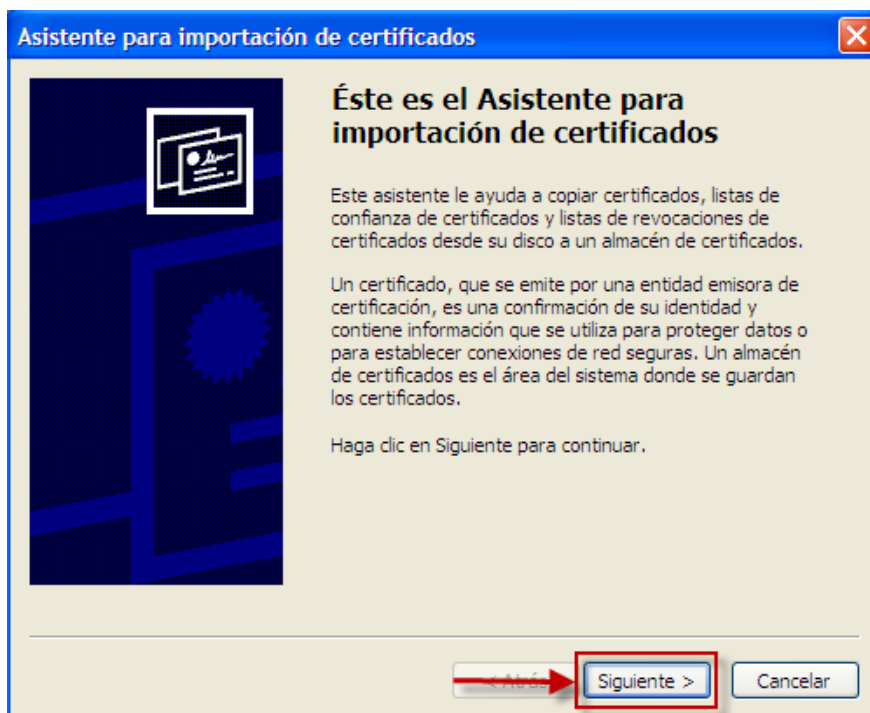 Asistente para importación de certificados
Éste es el Asistente para
importación de certificados
Este asistente le ayuda a copiar certificados, listas de
confianza de certificados y listas de revocaciones de
certificados desde su disco a un almacén de certificados.
Un certificado, que se emite por una entidad emisora de
certificación, es una confirmación de su identidad y
contiene información que se utiliza para proteger datos o
para establecer conexiones de red seguras. Un almacén
de certificados es el área del sistema donde se guardan
los certificados.
Haga clic en Siguiente para continuar.
< Atrás Siguiente > Cancelar